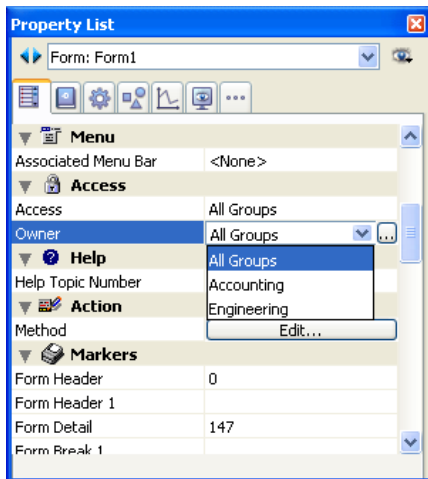 Property List
Form: Form1
Menu
Associated Menu Bar <None>
Access
Access All Groups
Owner All Groups ...
Help All Groups
Help Topic Number Accounting
Action Engineering
Method Edit...
Markers
Form Header 0
Form Header 1
Form Detail 147
Form Break 1